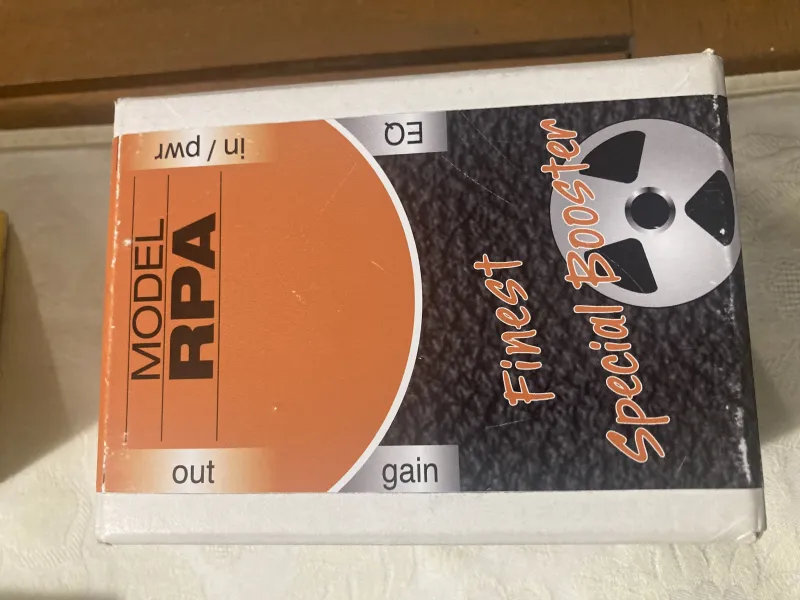 in / pwr
EQ
MODEL
RPA
Finest
Special Booster
out
gain